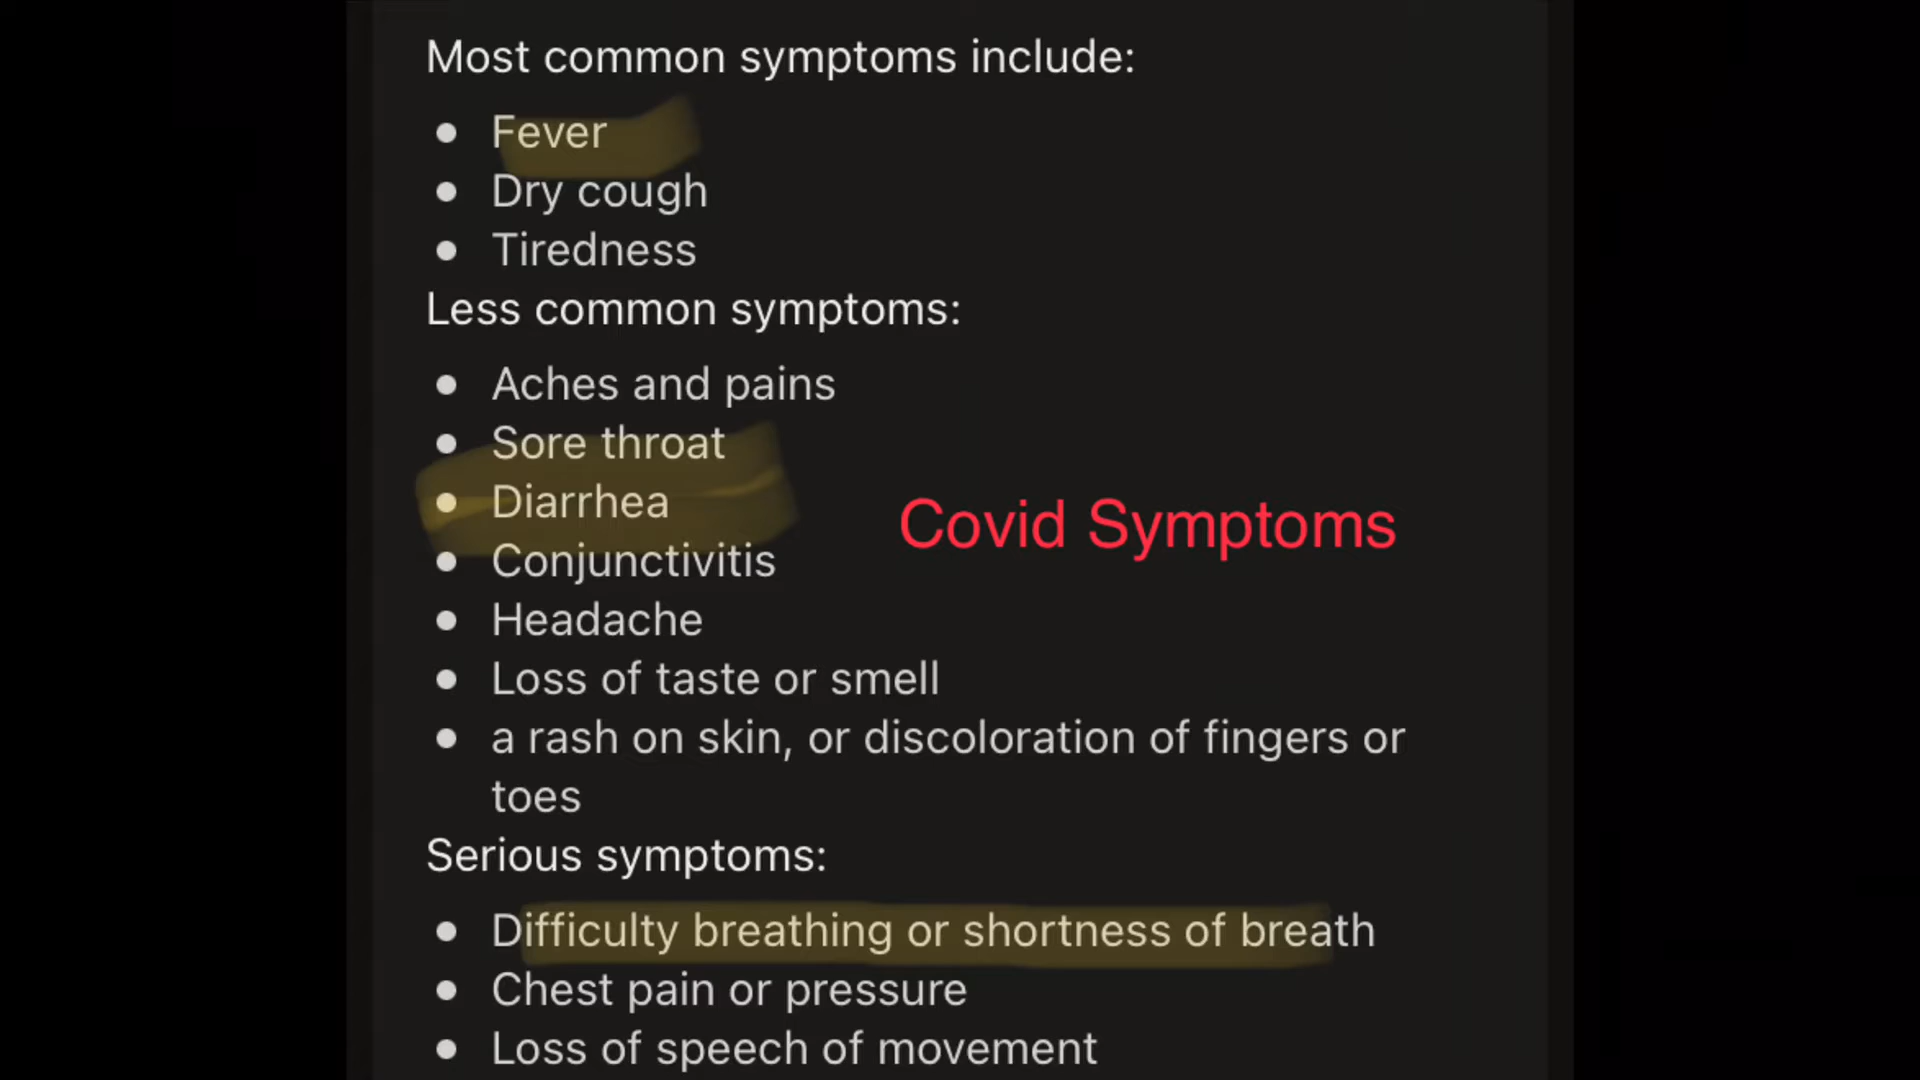 Most common symptoms include:
• Fever
• Dry cough
• Tiredness
Less common symptoms:
• Aches and pains
• Sore throat
• Diarrhea
Covid Symptoms
• Conjunctivitis
• Headache
• Loss of taste or smell
• a rash on skin, or discoloration of fingers or
toes
Serious symptoms:
• Difficulty breathing or shortness of breath
• Chest pain or pressure
• Loss of speech of movement